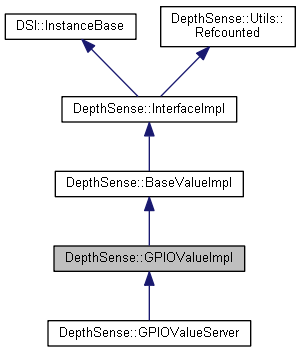 DSI::InstanceBase
DepthSense::Utils::
Refcounted
DepthSense::InterfaceImpl
DepthSense::BaseValueImpl
DepthSense::GPIOValueImpl
DepthSense::GPIOValueServer